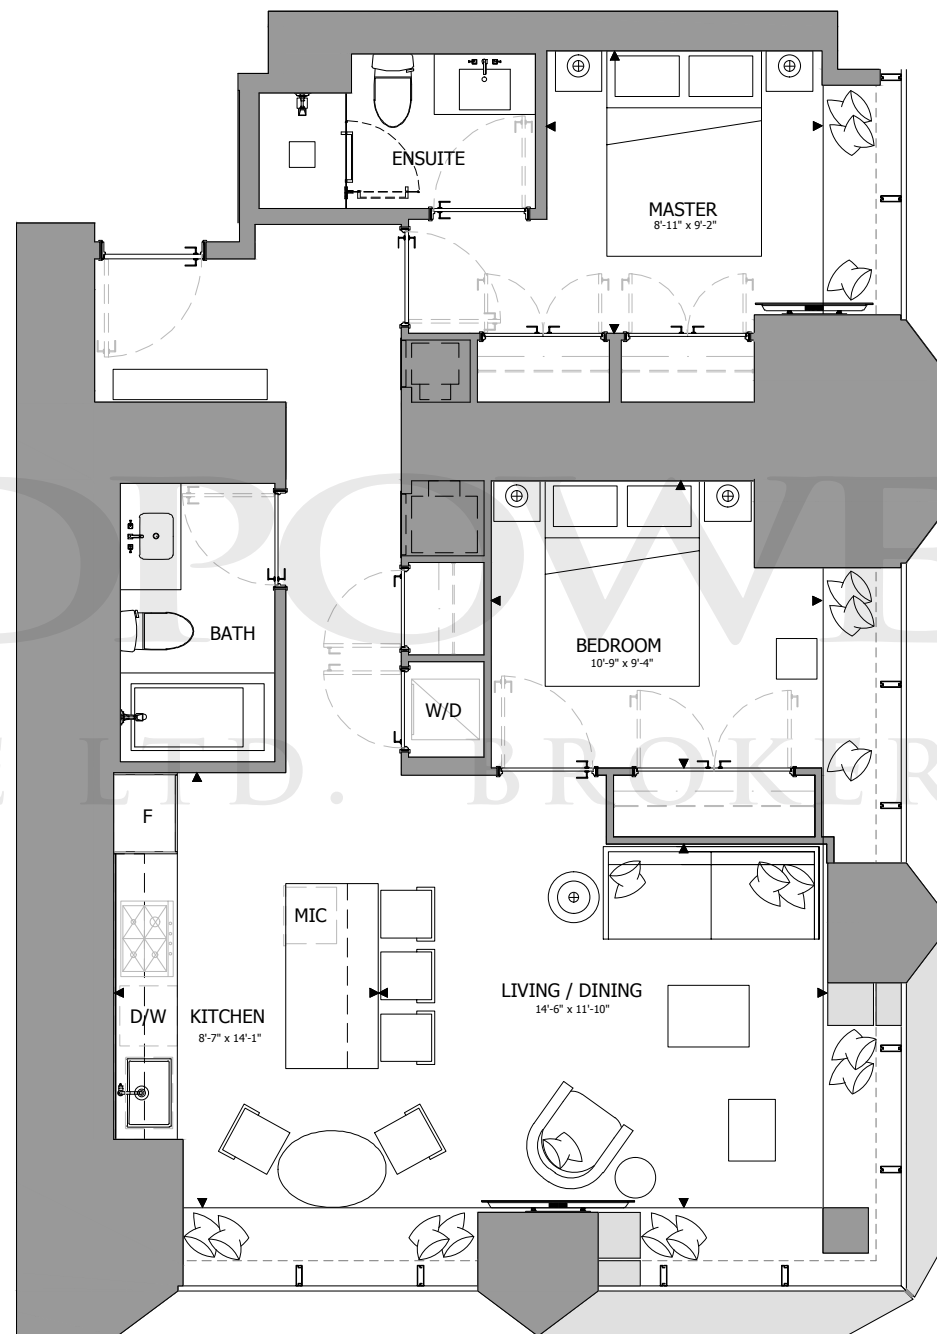 ENSUITE
MASTER
8'-11" x 9'-2"
OPOWE
BATH
BEDROOM
10'-9" x 9'-4"
W/D
E LTD. BROKER
F
MIC
LIVING / DINING
14'-6" x 11'-10"
D/W
KITCHEN
8'-7" x 14'-1"